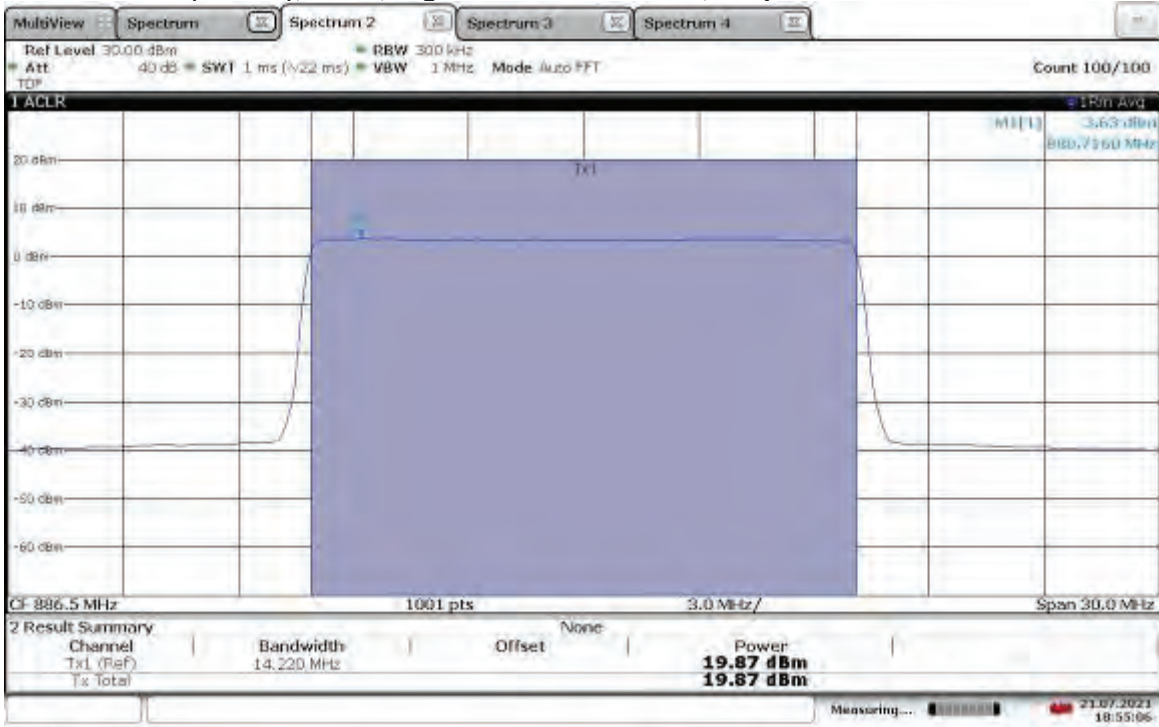 MultiView Spectrum Spectrum 2 Spectrum 3 Spectrum 4
Ref Level 30.00 dBm RBW 300 kHz
Att 40 dB SWT 1 ms (~22 ms) VBW 1 MHz Mode Auto FFT Count 100/100
TDF
1 ACLR 1Rm Avg
M1[1] 3.63 dBm
880.7160 MHz
20 dBm
Tx1
10 dBm
0 dBm
-10 dBm
-20 dBm
-30 dBm
-40 dBm
-50 dBm
-60 dBm
CF 886.5 MHz 1001 pts 3.0 MHz/ Span 30.0 MHz
2 Result Summary None
Channel Bandwidth Offset Power
Tx1 (Ref) 14.220 MHz 19.87 dBm
Tx Total 19.87 dBm
Measuring... 21.07.2021
18:55:06